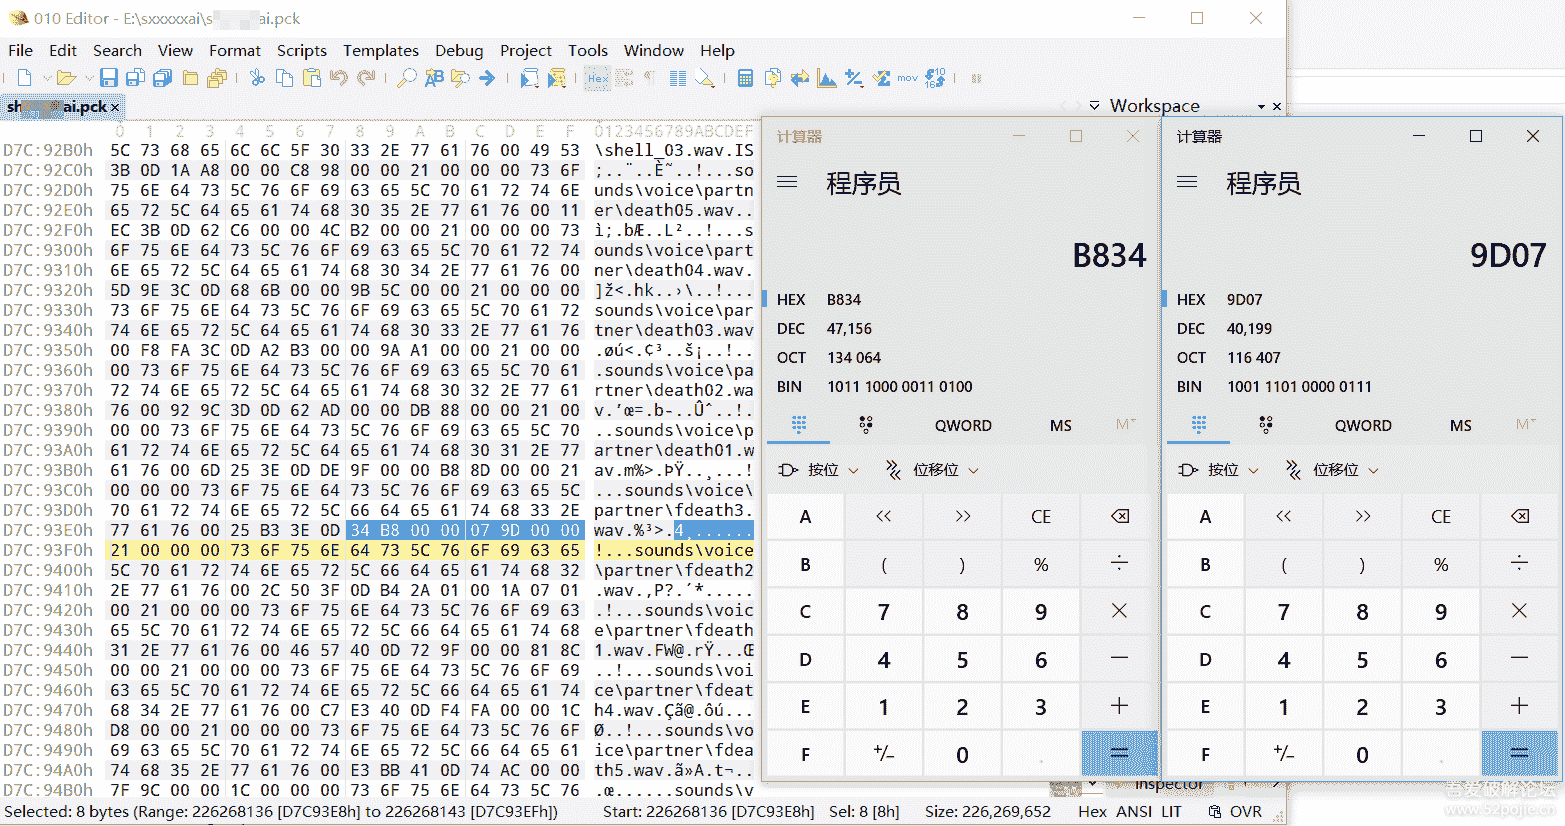 010 Editor - E:\sxxxxxai\s ai.pck
File Edit Search View Format Scripts Templates Debug Project Tools Window Help
sh ai.pck ×
Workspace
0 1 2 3 4 5 6 7 8 9 A B C D E F 0123456789ABCDEF
D7C:92B0h 5C 73 68 65 6C 6C 5F 30 33 2E 77 61 76 00 49 53 \shell_03.wav.IS
D7C:92C0h 3B 0D 1A A8 00 00 C8 98 00 00 21 00 00 00 73 6F ;..¨..È˜..!...so
D7C:92D0h 75 6E 64 73 5C 76 6F 69 63 65 5C 70 61 72 74 6E unds\voice\partn
D7C:92E0h 65 72 5C 64 65 61 74 68 30 35 2E 77 61 76 00 11 er\death05.wav..
D7C:92F0h EC 3B 0D 62 C6 00 00 4C B2 00 00 21 00 00 00 73 ì;.bÆ..L²..!...s
D7C:9300h 6F 75 6E 64 73 5C 76 6F 69 63 65 5C 70 61 72 74 ounds\voice\part
D7C:9310h 6E 65 72 5C 64 65 61 74 68 30 34 2E 77 61 76 00 ner\death04.wav.
D7C:9320h 5D 9E 3C 0D 68 6B 00 00 9B 5C 00 00 21 00 00 00 ]ž<.hk..›\..!...
D7C:9330h 73 6F 75 6E 64 73 5C 76 6F 69 63 65 5C 70 61 72 sounds\voice\par
D7C:9340h 74 6E 65 72 5C 64 65 61 74 68 30 33 2E 77 61 76 tner\death03.wav
D7C:9350h 00 F8 FA 3C 0D A2 B3 00 00 9A A1 00 00 21 00 00 .øú<.¢³..š¡..!..
D7C:9360h 00 73 6F 75 6E 64 73 5C 76 6F 69 63 65 5C 70 61 .sounds\voice\pa
D7C:9370h 72 74 6E 65 72 5C 64 65 61 74 68 30 32 2E 77 61 rtner\death02.wa
D7C:9380h 76 00 92 9C 3D 0D 62 AD 00 00 DB 88 00 00 21 00 v.’œ=.b-..Ûˆ..!.
D7C:9390h 00 00 73 6F 75 6E 64 73 5C 76 6F 69 63 65 5C 70 ..sounds\voice\p
D7C:93A0h 61 72 74 6E 65 72 5C 64 65 61 74 68 30 31 2E 77 artner\death01.w
D7C:93B0h 61 76 00 6D 25 3E 0D DE 9F 00 00 B8 8D 00 00 21 av.m%>.ÞŸ..¸...!
D7C:93C0h 00 00 00 73 6F 75 6E 64 73 5C 76 6F 69 63 65 5C ...sounds\voice\
D7C:93D0h 70 61 72 74 6E 65 72 5C 66 64 65 61 74 68 33 2E partner\fdeath3.
D7C:93E0h 77 61 76 00 25 B3 3E 0D 34 B8 00 00 07 9D 00 00 wav.%³>.4¸......
D7C:93F0h 21 00 00 00 73 6F 75 6E 64 73 5C 76 6F 69 63 65 !...sounds\voice
D7C:9400h 5C 70 61 72 74 6E 65 72 5C 66 64 65 61 74 68 32 \partner\fdeath2
D7C:9410h 2E 77 61 76 00 2C 50 3F 0D B4 2A 01 00 1A 07 01 .wav.,P?.´*.....
D7C:9420h 00 21 00 00 00 73 6F 75 6E 64 73 5C 76 6F 69 63 .!...sounds\voic
D7C:9430h 65 5C 70 61 72 74 6E 65 72 5C 66 64 65 61 74 68 e\partner\fdeath
D7C:9440h 31 2E 77 61 76 00 46 57 40 0D 72 9F 00 00 81 8C 1.wav.FW@.rŸ...Œ
D7C:9450h 00 00 21 00 00 00 73 6F 75 6E 64 73 5C 76 6F 69 ..!...sounds\voi
D7C:9460h 63 65 5C 70 61 72 74 6E 65 72 5C 66 64 65 61 74 ce\partner\fdeat
D7C:9470h 68 34 2E 77 61 76 00 C7 E3 40 0D F4 FA 00 00 1C h4.wav.Çã@.ôú...
D7C:9480h D8 00 00 21 00 00 00 73 6F 75 6E 64 73 5C 76 6F Ø..!...sounds\vo
D7C:9490h 69 63 65 5C 70 61 72 74 6E 65 72 5C 66 64 65 61 ice\partner\fdea
D7C:94A0h 74 68 35 2E 77 61 76 00 E3 BB 41 0D 74 AC 00 00 th5.wav.ã»A.t¬..
D7C:94B0h 7F 9C 00 00 1C 00 00 00 73 6F 75 6E 64 73 5C 76 .œ......sounds\v
计算器
程序员
B834
HEX B834
DEC 47,156
OCT 134 064
BIN 1011 1000 0011 0100
QWORD MS M˅
按位 位移位
A << >> CE
B ( ) % ÷
C 7 8 9 ×
D 4 5 6 −
E 1 2 3 +
F +/− 0 . =
计算器
程序员
9D07
HEX 9D07
DEC 40,199
OCT 116 407
BIN 1001 1101 0000 0111
QWORD MS M˅
按位 位移位
A << >> CE
B ( ) % ÷
C 7 8 9 ×
D 4 5 6 −
E 1 2 3 +
F +/− 0 . =
Inspector
Selected: 8 bytes (Range: 226268136 [D7C93E8h] to 226268143 [D7C93EFh]) Start: 226268136 [D7C93E8h] Sel: 8 [8h] Size: 226,269,652 Hex ANSI LIT OVR
吾爱破解论坛
www.52pojie.cn